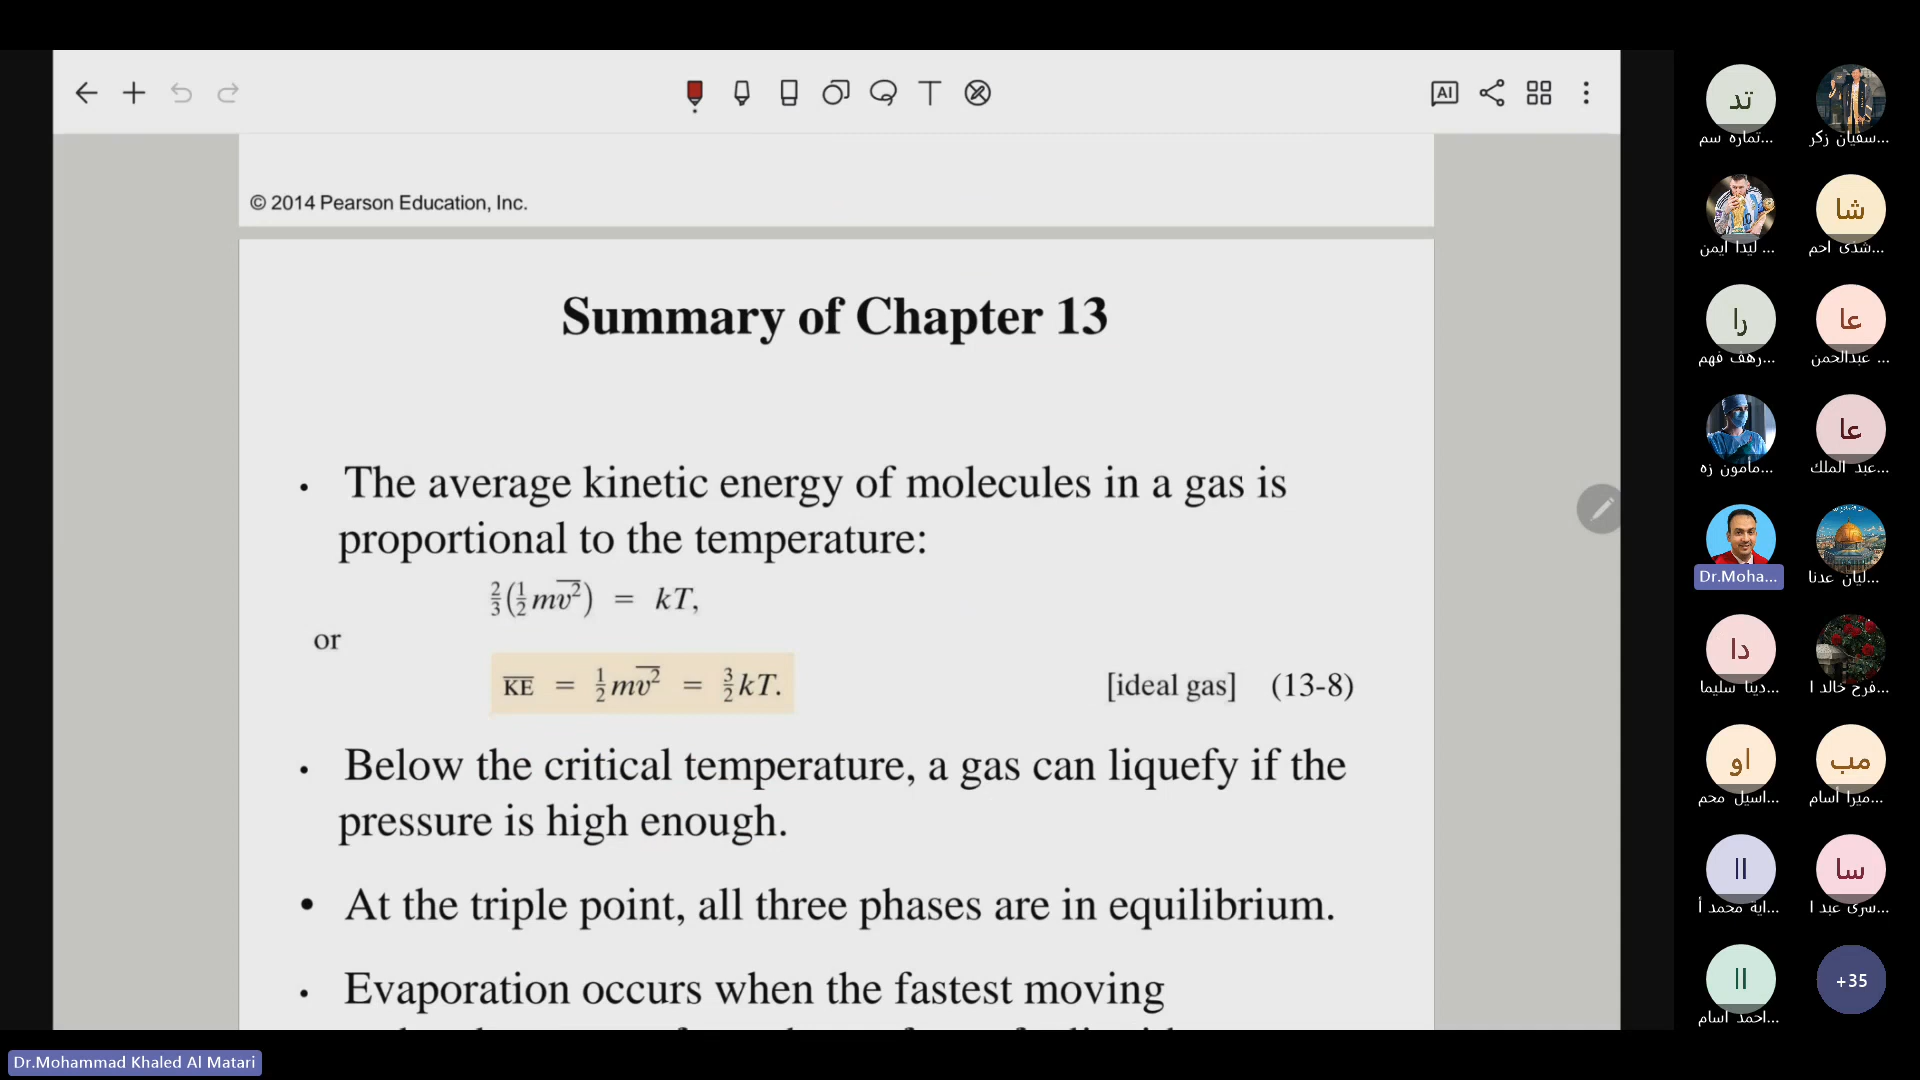 AI
© 2014 Pearson Education, Inc.
Summary of Chapter 13
· The average kinetic energy of molecules in a gas is
proportional to the temperature:
⅔(½mv̅²) = kT,
or
K̅E̅ = ½mv̅² = 3/2 kT. [ideal gas] (13-8)
· Below the critical temperature, a gas can liquefy if the
pressure is high enough.
• At the triple point, all three phases are in equilibrium.
· Evaporation occurs when the fastest moving
تد
تماره سم...
سفيان زكر...
ليدا ايمن ...
شا
شذى احم...
را
رهف فهم...
عا
عبدالحمن ...
مأمون زه...
عا
عبد الملك...
Dr.Moha...
ليان عدنا...
دا
دينا سليما...
فرح خالد ا...
او
اسيل محم...
مب
ميرا أسام...
اا
اية محمد أ...
سا
سرى عبد ا...
اا
احمد اسام...
+35
Dr.Mohammad Khaled Al Matari